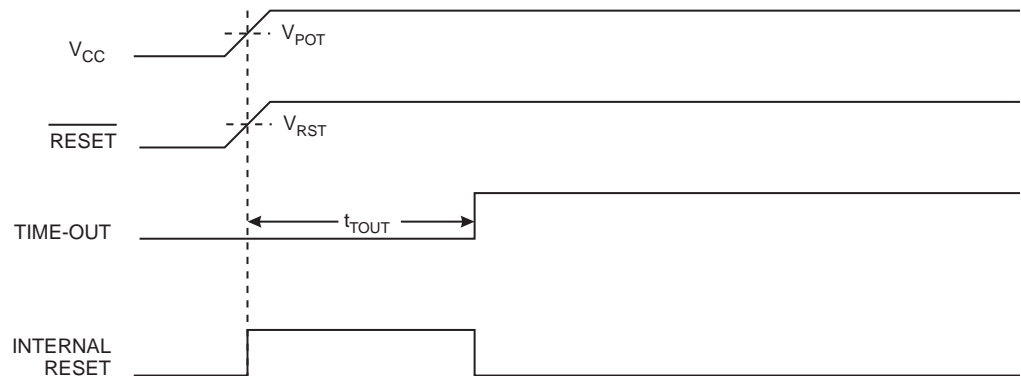 V_CC
V_POT
RESET
V_RST
TIME-OUT
t_TOUT
INTERNAL
RESET